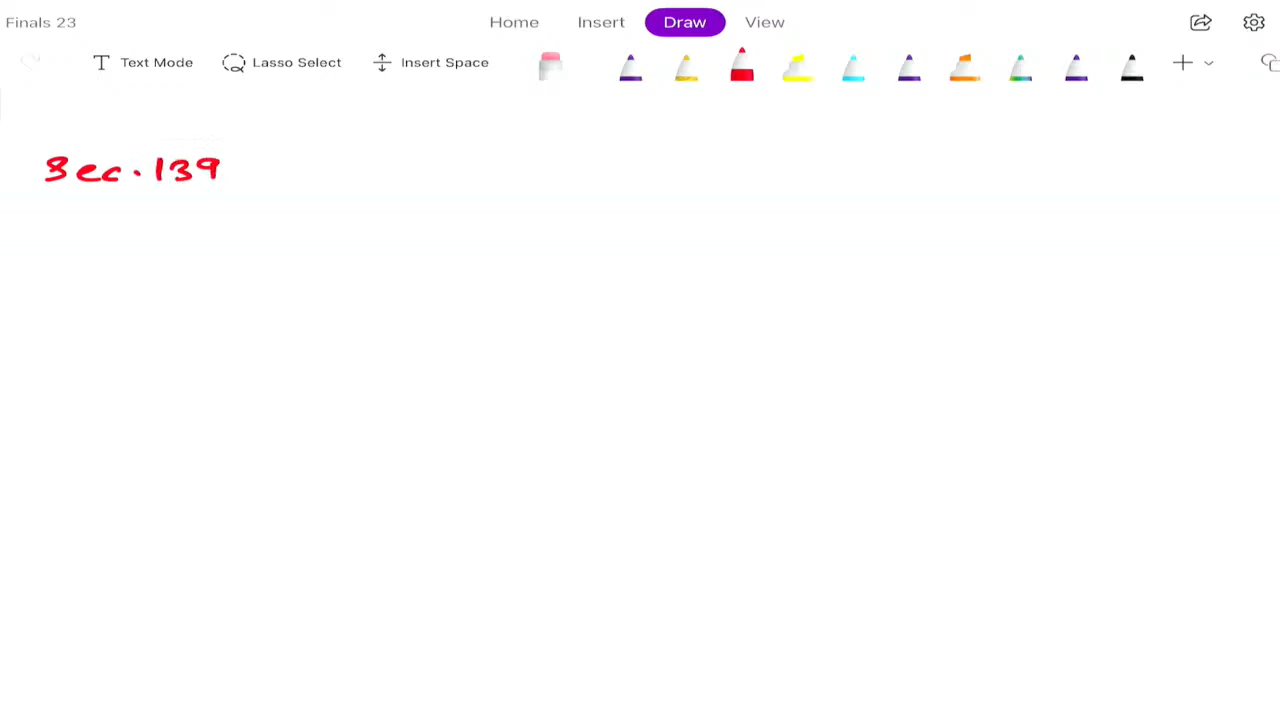 Finals 23
Home Insert Draw View
Text Mode Lasso Select Insert Space
Sec. 139